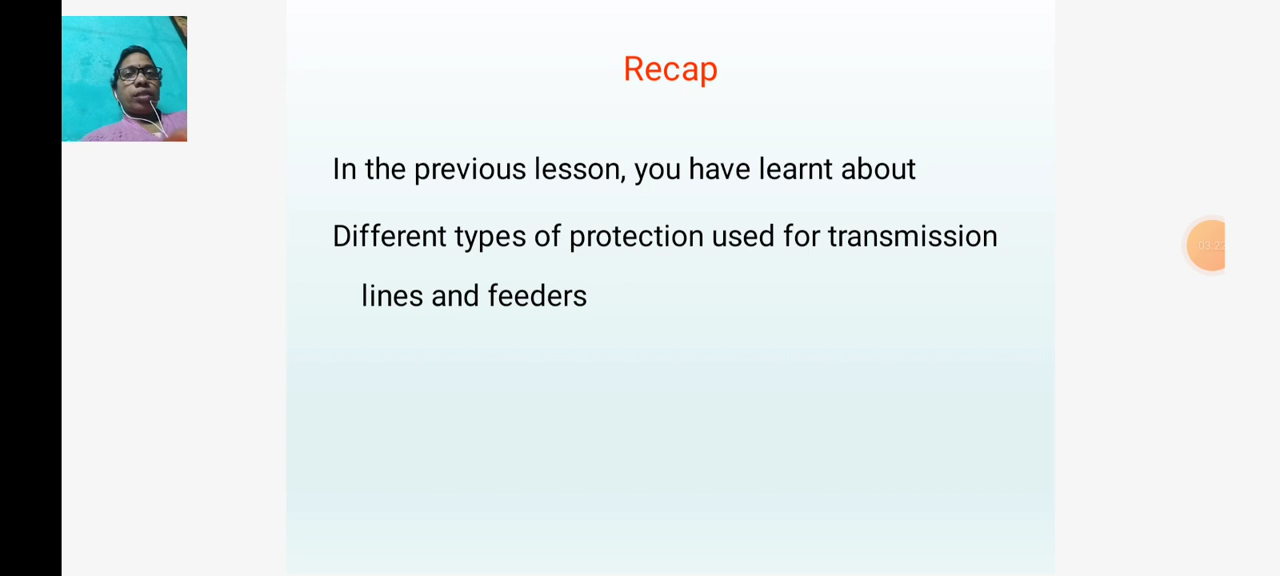 Recap
In the previous lesson, you have learnt about
Different types of protection used for transmission
lines and feeders